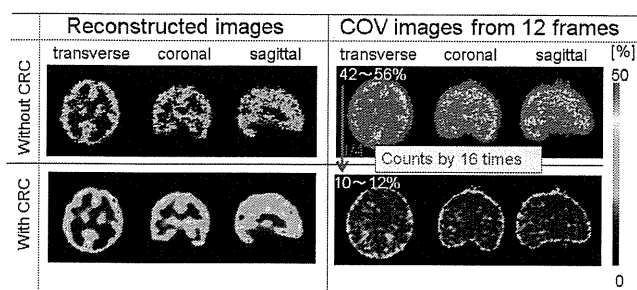 Reconstructed images
COV images from 12 frames
transverse coronal sagittal
transverse coronal sagittal
[%]
Without CRC
42～56%
50
1/4
Counts by 16 times
With CRC
10～12%
0